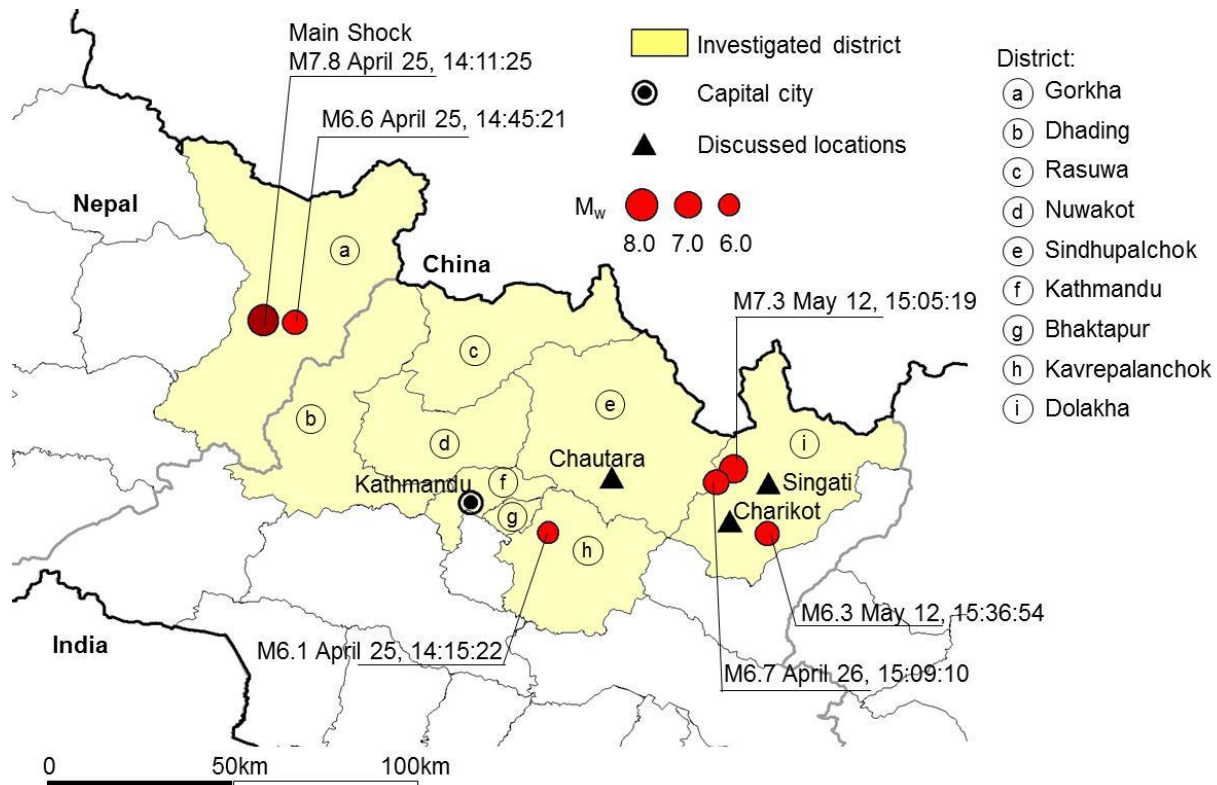 Main Shock
M7.8 April 25, 14:11:25
M6.6 April 25, 14:45:21
Nepal
China
India
a
b
c
d
e
f
g
h
i
Kathmandu
Chautara
Singati
Charikot
M7.3 May 12, 15:05:19
M6.3 May 12, 15:36:54
M6.7 April 26, 15:09:10
M6.1 April 25, 14:15:22
Investigated district
Capital city
Discussed locations
Mw
8.0 7.0 6.0
District:
a Gorkha
b Dhading
c Rasuwa
d Nuwakot
e Sindhupalchok
f Kathmandu
g Bhaktapur
h Kavrepalanchok
i Dolakha
0 50km 100km